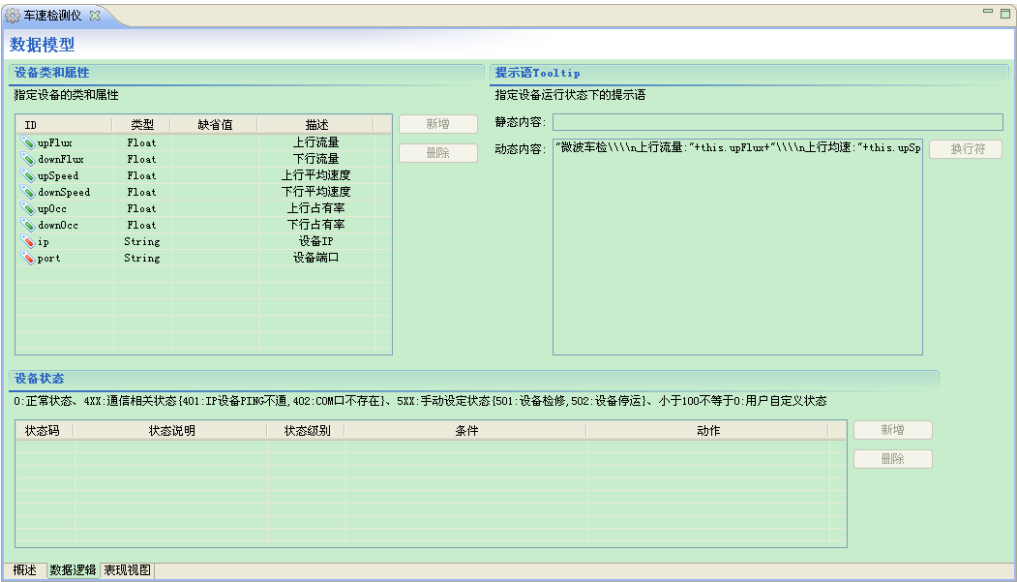 车速检测仪
数据模型
设备类和属性
指定设备的类和属性
ID 类型 缺省值 描述
upFlux Float 上行流量
downFlux Float 下行流量
upSpeed Float 上行平均速度
downSpeed Float 下行平均速度
upOcc Float 上行占有率
downOcc Float 下行占有率
ip String 设备IP
port String 设备端口
新增
删除
提示语Tooltip
指定设备运行状态下的提示语
静态内容:
动态内容: "微波车检\\\\n上行流量:"+this.upFlux+"\\\\n上行均速:"+this.upSp
换行符
设备状态
0:正常状态、4XX:通信相关状态{401:IP设备PING不通,402:COM口不存在}、5XX:手动设定状态{501:设备检修,502:设备停运}、小于100不等于0:用户自定义状态
状态码 状态说明 状态级别 条件 动作
新增
删除
概述 数据逻辑 表现视图